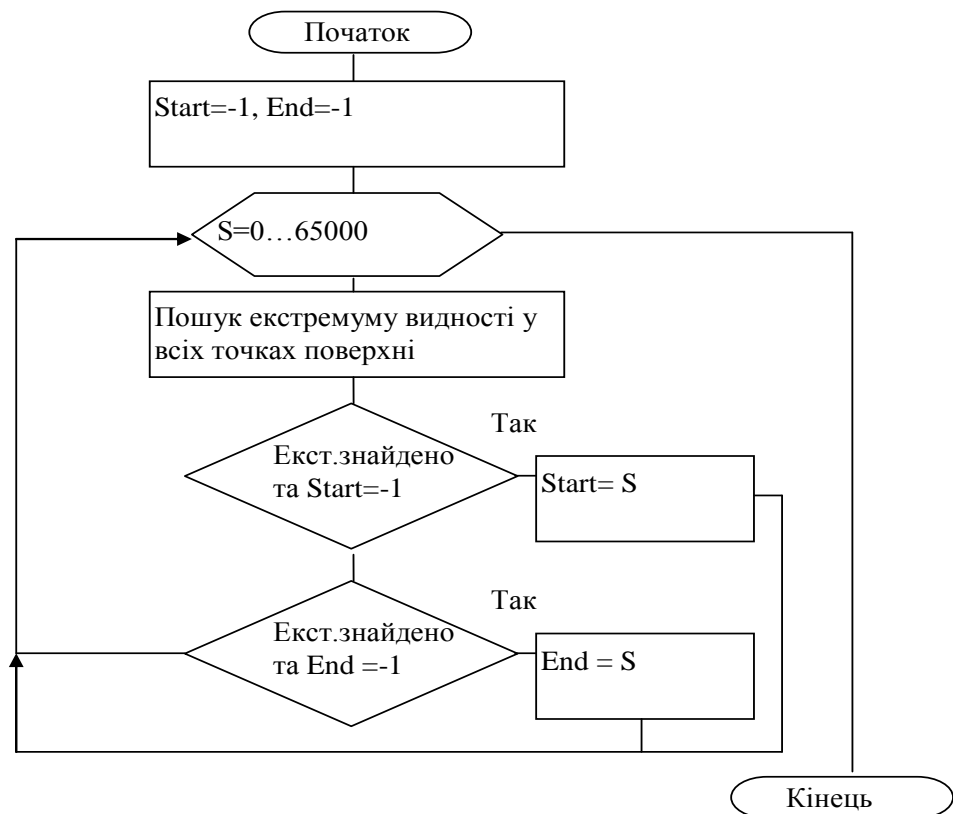 Початок
Start=-1, End=-1
S=0…65000
Пошук екстремуму видності у
всіх точках поверхні
Так
Екст.знайдено
та Start=-1
Start= S
Так
Екст.знайдено
та End =-1
End = S
Кінець